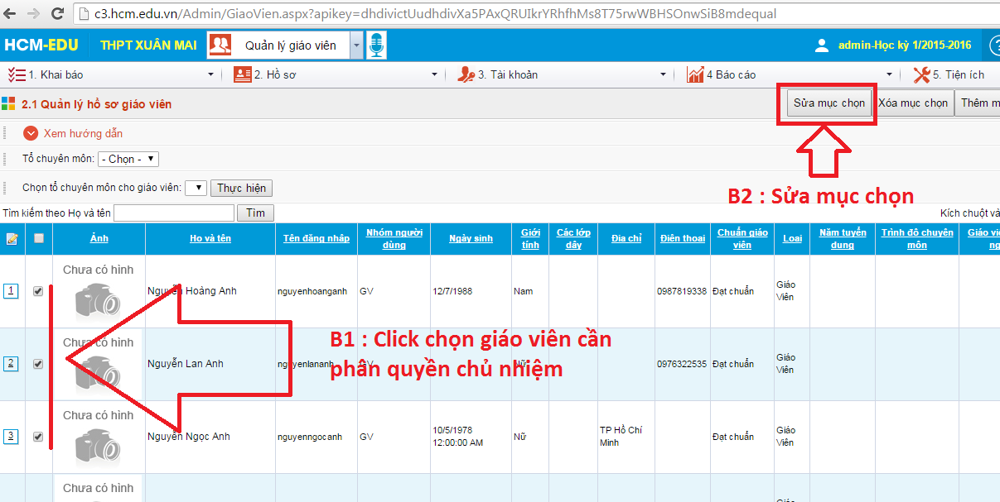 c3.hcm.edu.vn/Admin/GiaoVien.aspx?apikey=dhdivictUudhdivXa5PAxQRUIkrYRhfhMs8T75rwWBHSOnwSiB8mdequal
HCM-EDU THPT XUÂN MAI Quản lý giáo viên admin-Học kỳ 1/2015-2016 ?
1. Khai báo 2. Hồ sơ 3. Tài khoản 4 Báo cáo 5. Tiện ích
2.1 Quản lý hồ sơ giáo viên Sửa mục chọn Xóa mục chọn Thêm m
Xem hướng dẫn
Tổ chuyên môn: - Chọn -
Chọn tổ chuyên môn cho giáo viên: Thực hiện
B2 : Sửa mục chọn
Tìm kiếm theo Họ và tên Tìm Kích chuột và
Ảnh Họ và tên Tên đăng nhập Nhóm người dùng Ngày sinh Giới tính Các lớp dạy Địa chỉ Điện thoại Chuẩn giáo viên Loại Năm tuyển dụng Trình độ chuyên môn Giáo viê ng
Chưa có hình
1 Nguyễn Hoàng Anh nguyenhoanganh GV 12/7/1988 Nam 0987819338 Đạt chuẩn Giáo Viên
Chưa có hình
B1 : Click chọn giáo viên cần
phân quyền chủ nhiệm
2 Nguyễn Lan Anh nguyenlananh GV Nữ 0976322535 Đạt chuẩn Giáo Viên
Chưa có hình
3 Nguyễn Ngọc Anh nguyenngocanh GV 10/5/1978 12:00:00 AM Nữ TP Hồ Chí Minh Đạt chuẩn Giáo Viên
Chưa có hình